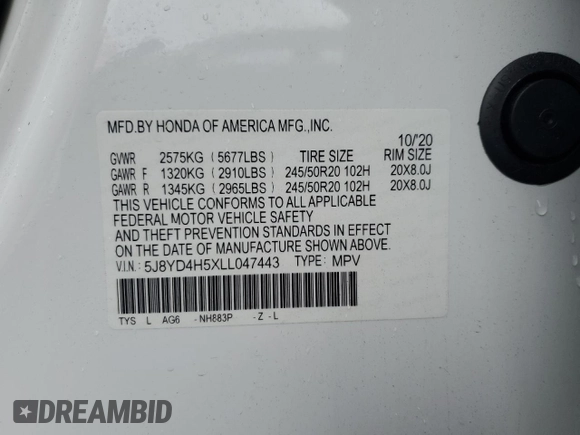 MFD.BY HONDA OF AMERICA MFG.,INC.
10/'20
GVWR 2575KG (5677LBS) TIRE SIZE RIM SIZE
GAWR F 1320KG (2910LBS) 245/50R20 102H 20X8.0J
GAWR R 1345KG (2965LBS) 245/50R20 102H 20X8.0J
THIS VEHICLE CONFORMS TO ALL APPLICABLE
FEDERAL MOTOR VEHICLE SAFETY
AND THEFT PREVENTION STANDARDS IN EFFECT
ON THE DATE OF MANUFACTURE SHOWN ABOVE.
V.I.N.: 5J8YD4H5XLL047443 TYPE: MPV
TYS L AG6 -NH883P -Z -L
DREAMBID